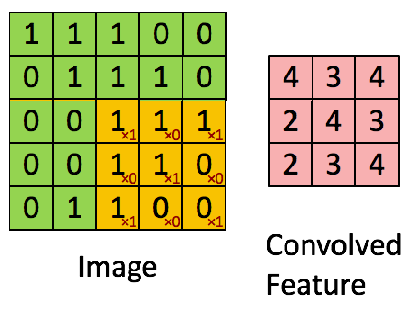 1 1 1 0 0
0 1 1 1 0 4 3 4
0 0 1×1 1×0 1×1 2 4 3
0 0 1×0 1×1 0×0 2 3 4
0 1 1×1 0×0 0×1
Image
Convolved
Feature